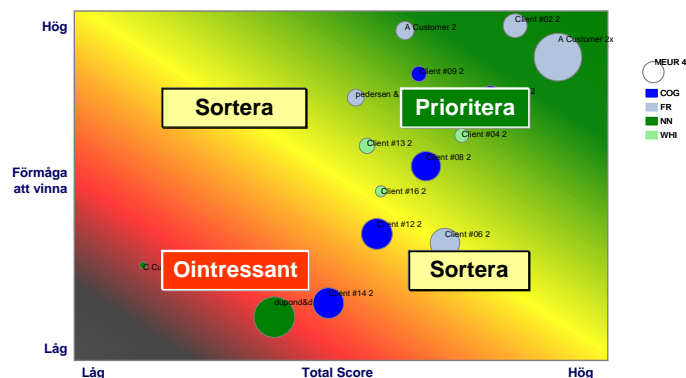 Hög
A Customer 2
Client #02 2
A Customer 2x
MEUR 4
Client #09 2
COG
FR
NN
WHI
pedersen &
2
Sortera
Prioritera
Client #04 2
Client #13 2
Client #08 2
Förmåga
att vinna
Client #16 2
Client #12 2
Client #06 2
C Cu
Ointressant
Sortera
Client #14 2
dupond&d
Låg
Låg
Total Score
Hög